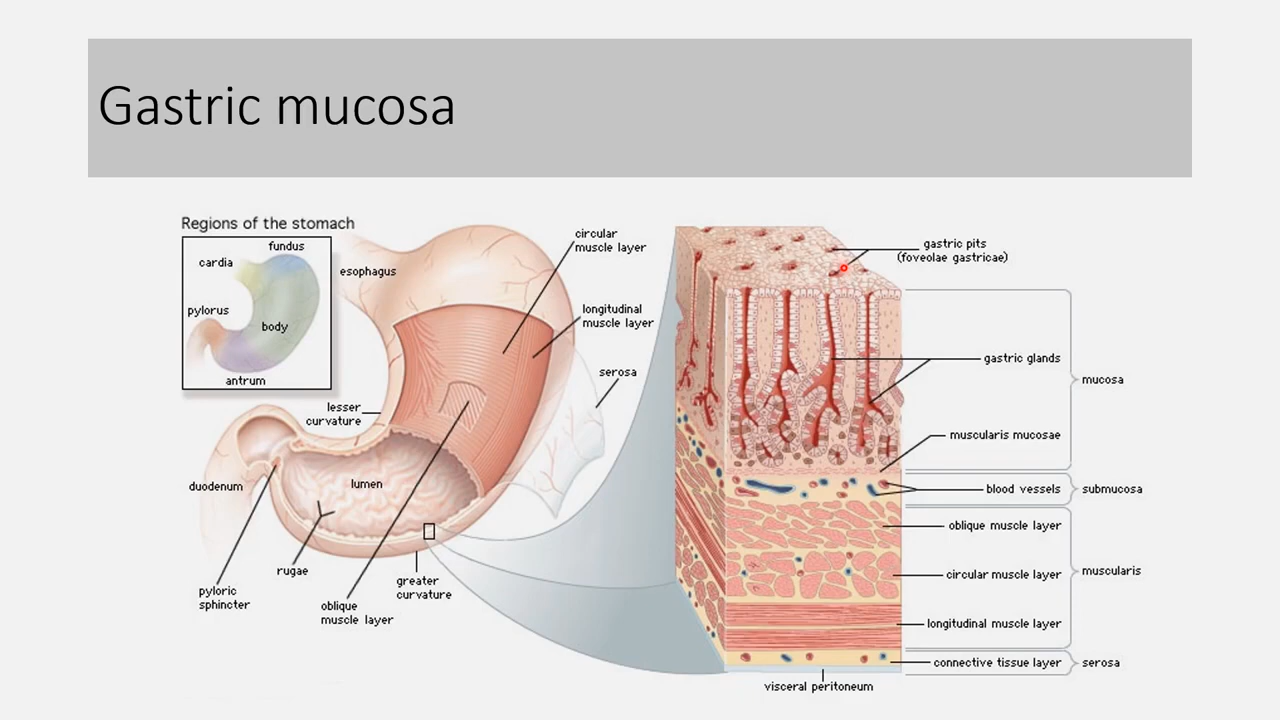 Gastric mucosa
Regions of the stomach
fundus
cardia
pylorus
body
antrum
esophagus
circular
muscle layer
longitudinal
muscle layer
serosa
lesser
curvature
duodenum
lumen
rugae
pyloric
sphincter
oblique
muscle layer
greater
curvature
gastric pits
(foveolae gastricae)
gastric glands
mucosa
muscularis mucosae
blood vessels
submucosa
oblique muscle layer
circular muscle layer
muscularis
longitudinal muscle layer
connective tissue layer
serosa
visceral peritoneum